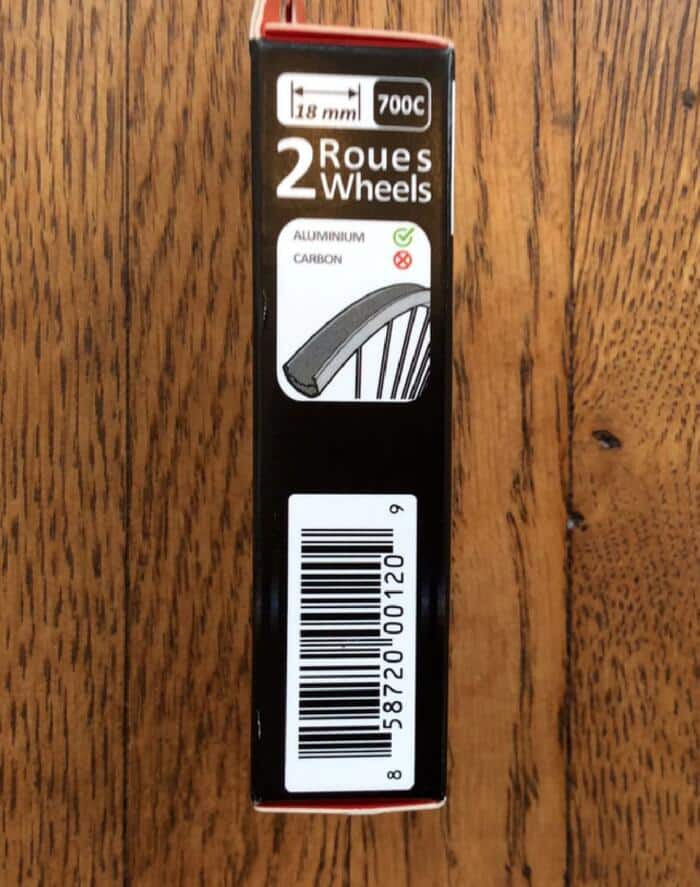 18 mm 700C
2 Roues
Wheels
ALUMINIUM
CARBON
8 58720 00120 9